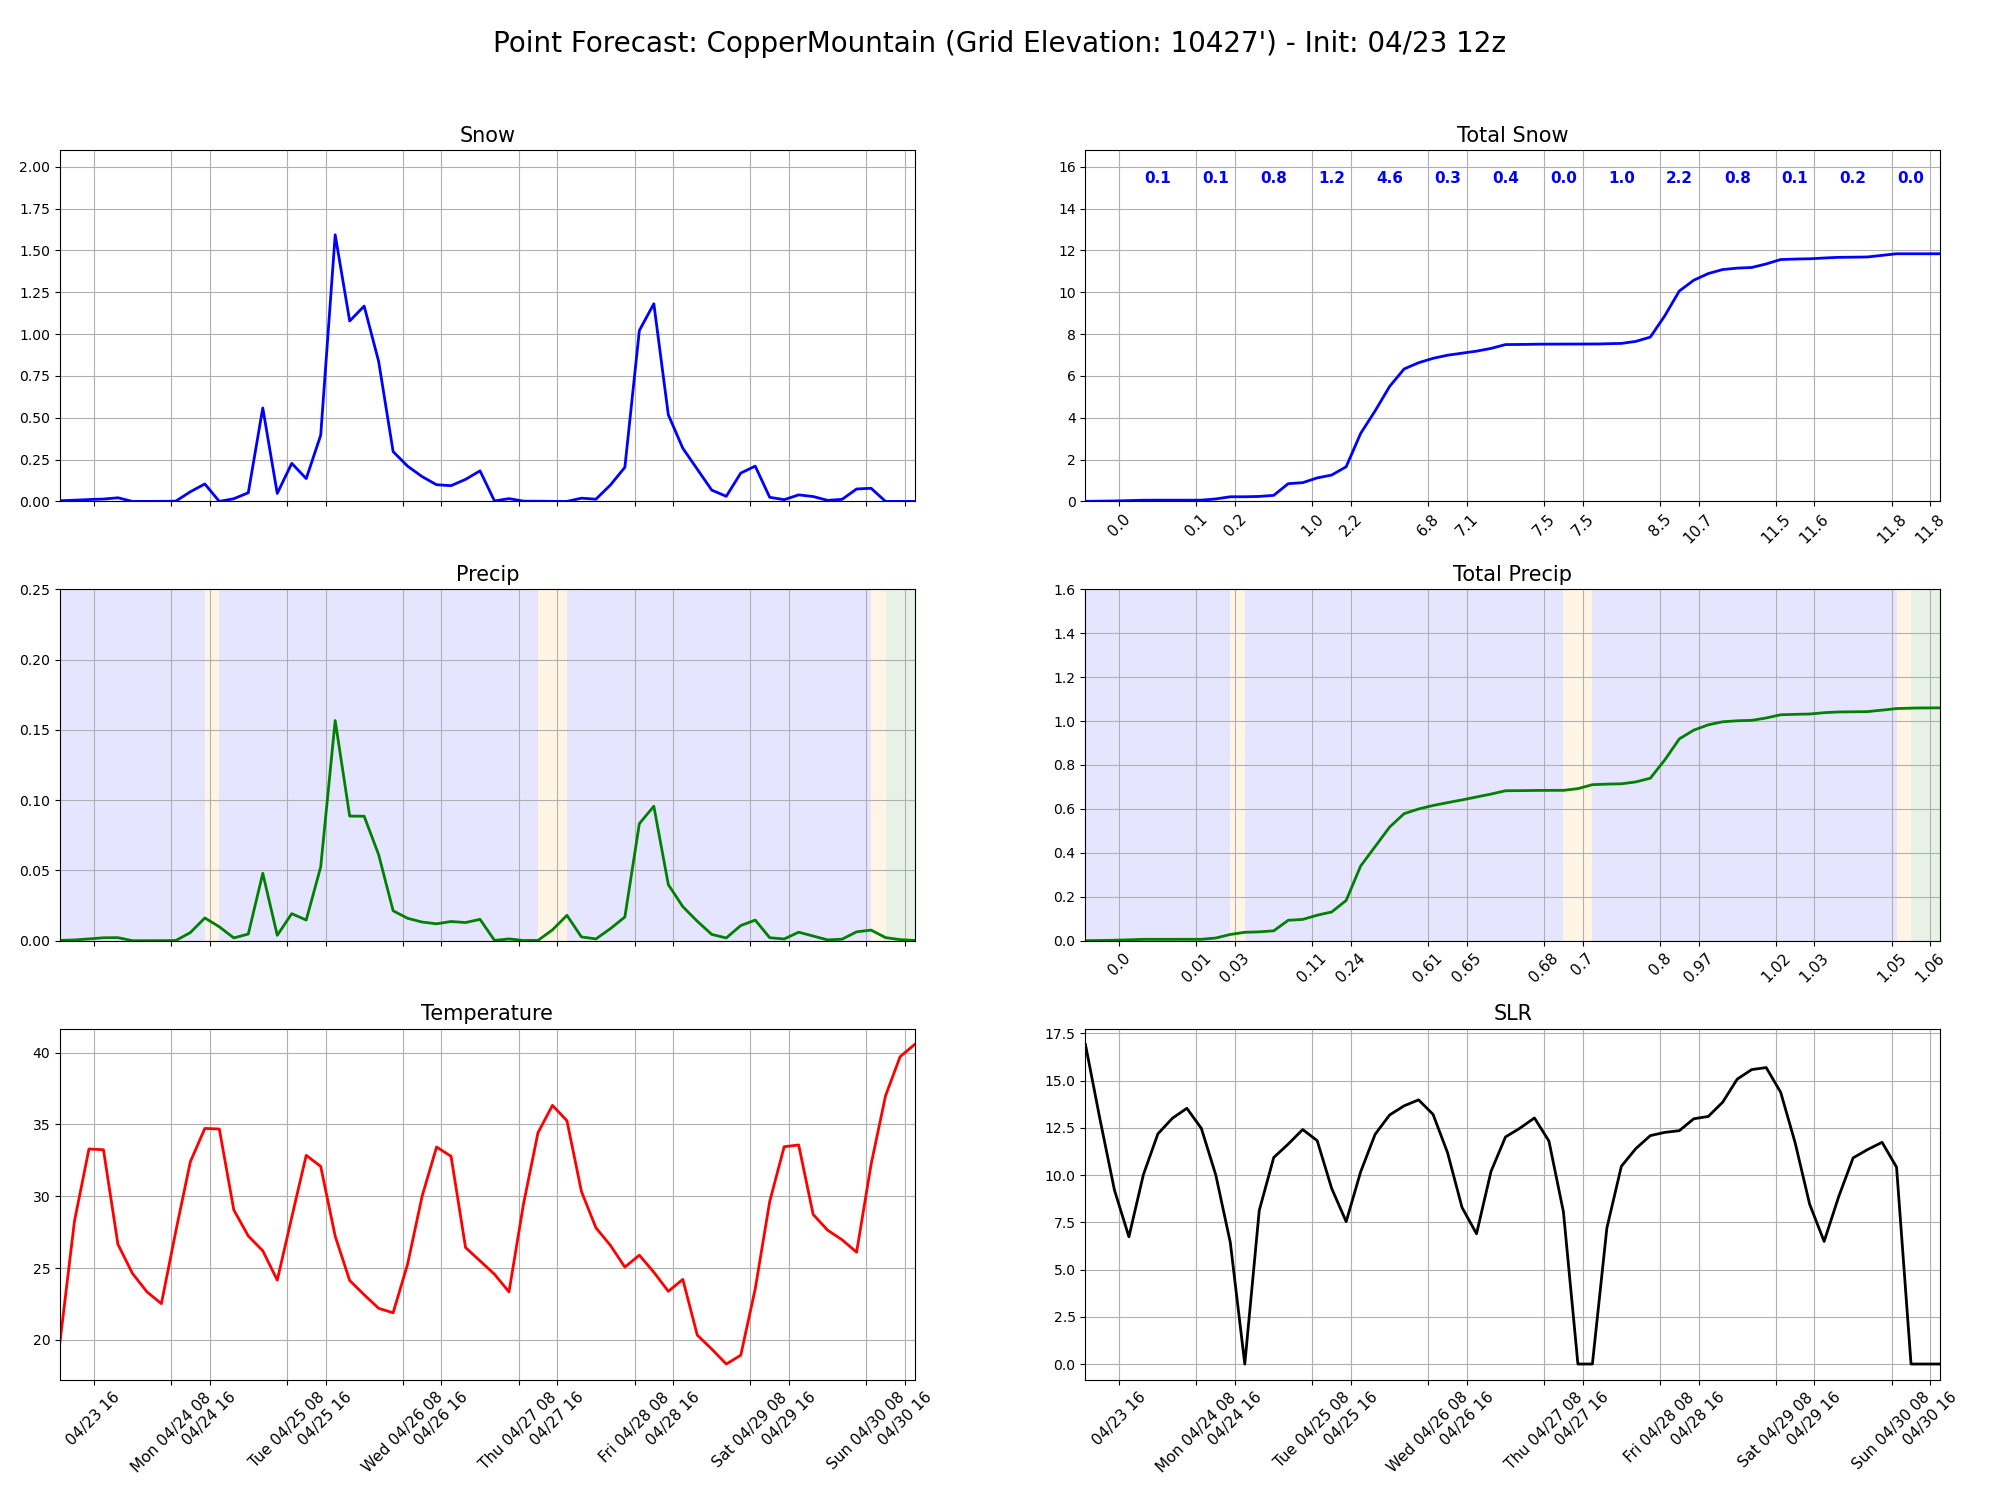 Point Forecast: CopperMountain (Grid Elevation: 10427') - Init: 04/23 12z
Snow
2.00
1.75
1.50
1.25
1.00
0.75
0.50
0.25
0.00
Total Snow
16
14
12
10
8
6
4
2
0
0.1 0.1 0.8 1.2 4.6 0.3 0.4 0.0 1.0 2.2 0.8 0.1 0.2 0.0
0.0 0.1 0.2 1.0 2.2 6.8 7.1 7.5 7.5 8.5 10.7 11.5 11.6 11.8 11.8
Precip
0.25
0.20
0.15
0.10
0.05
0.00
Total Precip
1.6
1.4
1.2
1.0
0.8
0.6
0.4
0.2
0.0
0.0 0.01 0.03 0.11 0.24 0.61 0.65 0.68 0.7 0.8 0.97 1.02 1.03 1.05 1.06
Temperature
40
35
30
25
20
04/23 16
Mon 04/24 08
04/24 16
Tue 04/25 08
04/25 16
Wed 04/26 08
04/26 16
Thu 04/27 08
04/27 16
Fri 04/28 08
04/28 16
Sat 04/29 08
04/29 16
Sun 04/30 08
04/30 16
SLR
17.5
15.0
12.5
10.0
7.5
5.0
2.5
0.0
04/23 16
Mon 04/24 08
04/24 16
Tue 04/25 08
04/25 16
Wed 04/26 08
04/26 16
Thu 04/27 08
04/27 16
Fri 04/28 08
04/28 16
Sat 04/29 08
04/29 16
Sun 04/30 08
04/30 16